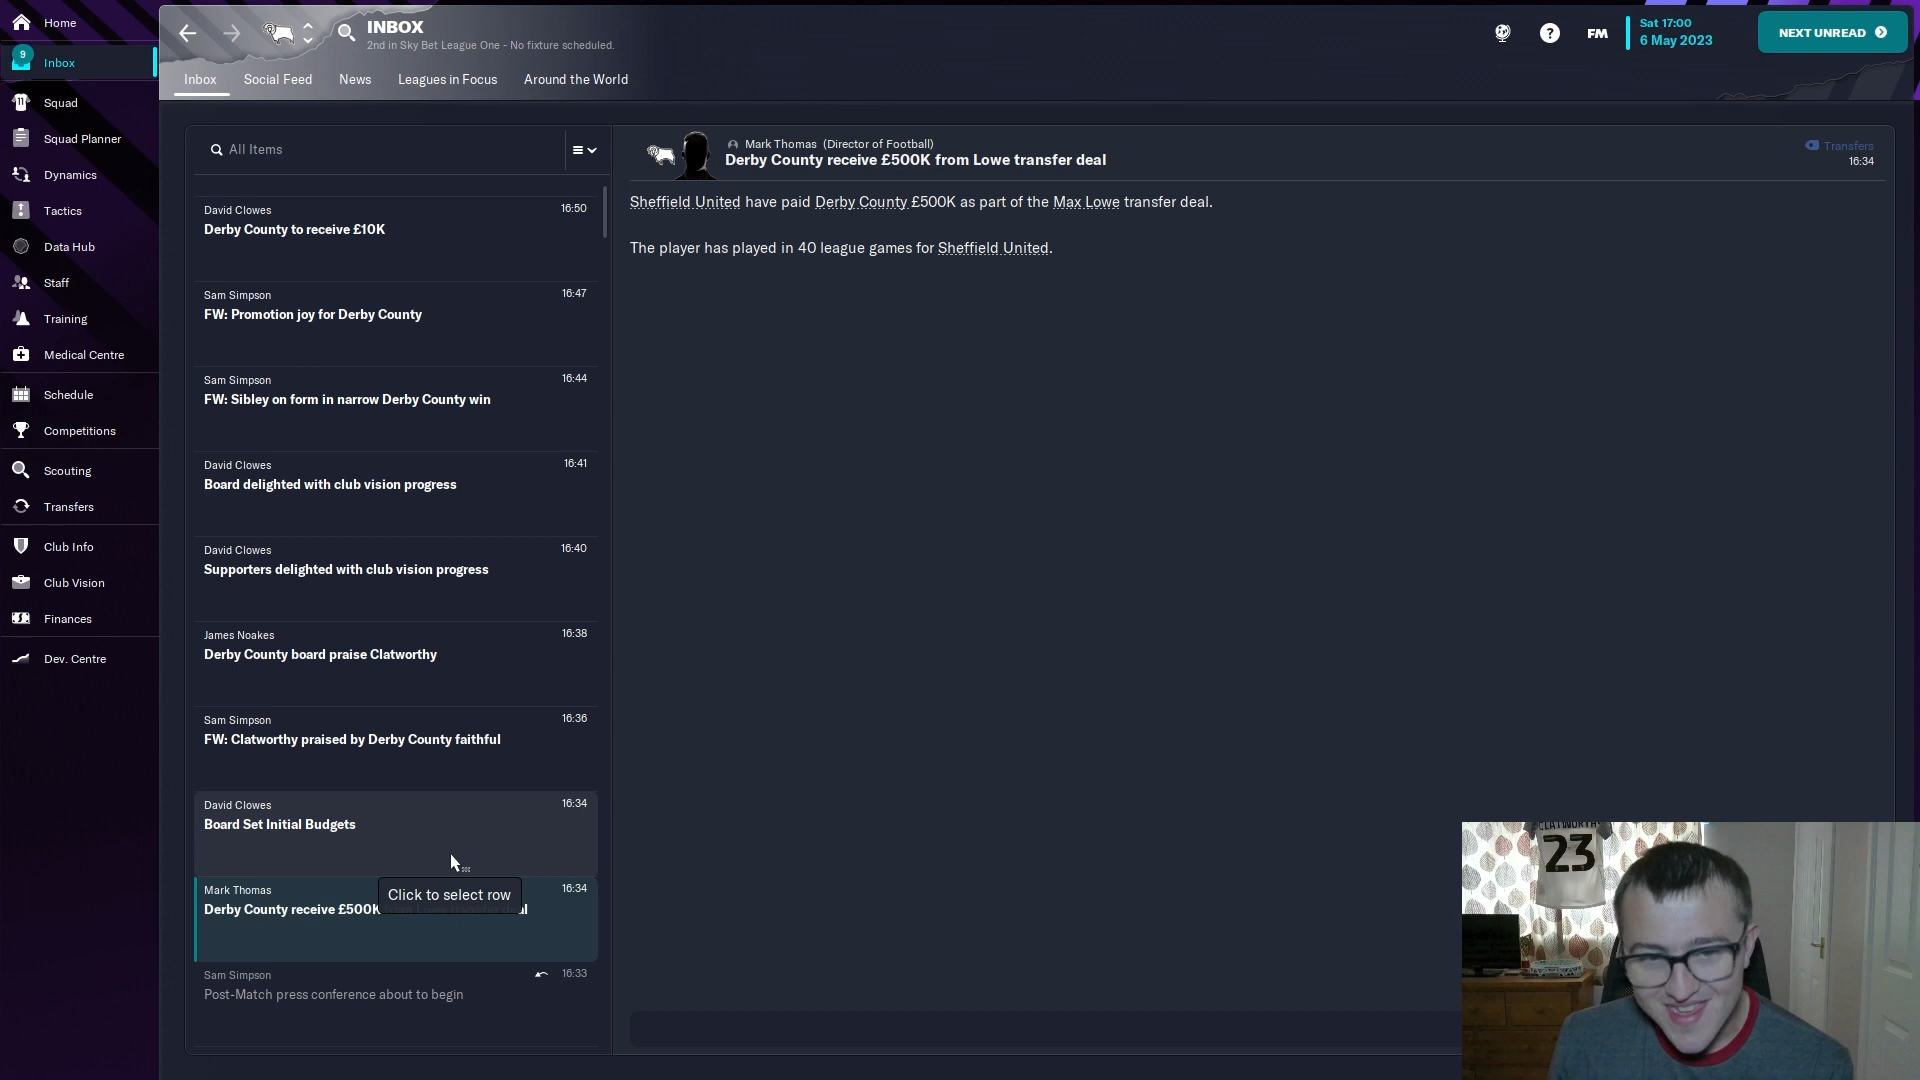 Home
9
Inbox
Squad
Squad Planner
Dynamics
Tactics
Data Hub
Staff
Training
Medical Centre
Schedule
Competitions
Scouting
Transfers
Club Info
Club Vision
Finances
Dev. Centre
INBOX
2nd in Sky Bet League One - No fixture scheduled.
Inbox
Social Feed
News
Leagues in Focus
Around the World
?
FM
Sat 17:00
6 May 2023
NEXT UNREAD
All Items
David Clowes
16:50
Derby County to receive £10K
Sam Simpson
16:47
FW: Promotion joy for Derby County
Sam Simpson
16:44
FW: Sibley on form in narrow Derby County win
David Clowes
16:41
Board delighted with club vision progress
David Clowes
16:40
Supporters delighted with club vision progress
James Noakes
16:38
Derby County board praise Clatworthy
Sam Simpson
16:36
FW: Clatworthy praised by Derby County faithful
David Clowes
16:34
Board Set Initial Budgets
Mark Thomas
16:34
Derby County receive £500K
Click to select row
Sam Simpson
16:33
Post-Match press conference about to begin
Mark Thomas (Director of Football)
Derby County receive £500K from Lowe transfer deal
Transfers
16:34
Sheffield United have paid Derby County £500K as part of the Max Lowe transfer deal.
The player has played in 40 league games for Sheffield United.
CLATWORTHY
23